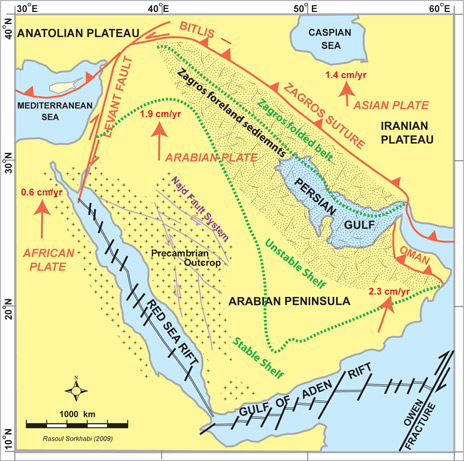 30°E
40°E
50°E
60°E
40°N
ANATOLIAN PLATEAU
BITLIS
CASPIAN
SEA
LEVANT FAULT
ZAGROS SUTURE
1.4 cm/yr
ASIAN PLATE
MEDITERRANEAN
SEA
Zagros folded belt
Zagros foreland sediemnts
1.9 cm/yr
ARABIAN PLATE
IRANIAN
PLATEAU
30°N
0.6 cm/yr
AFRICAN
PLATE
Najd Fault System
PERSIAN
GULF
Precambrian
Outcrop
Unstable Shelf
OMAN
ARABIAN PENINSULA
2.3 cm/yr
20°N
RED SEA RIFT
Stable Shelf
N
1000 km
GULF OF ADEN RIFT
OWEN
FRACTURE
Rasoul Sorkhabi (2009)
10°N